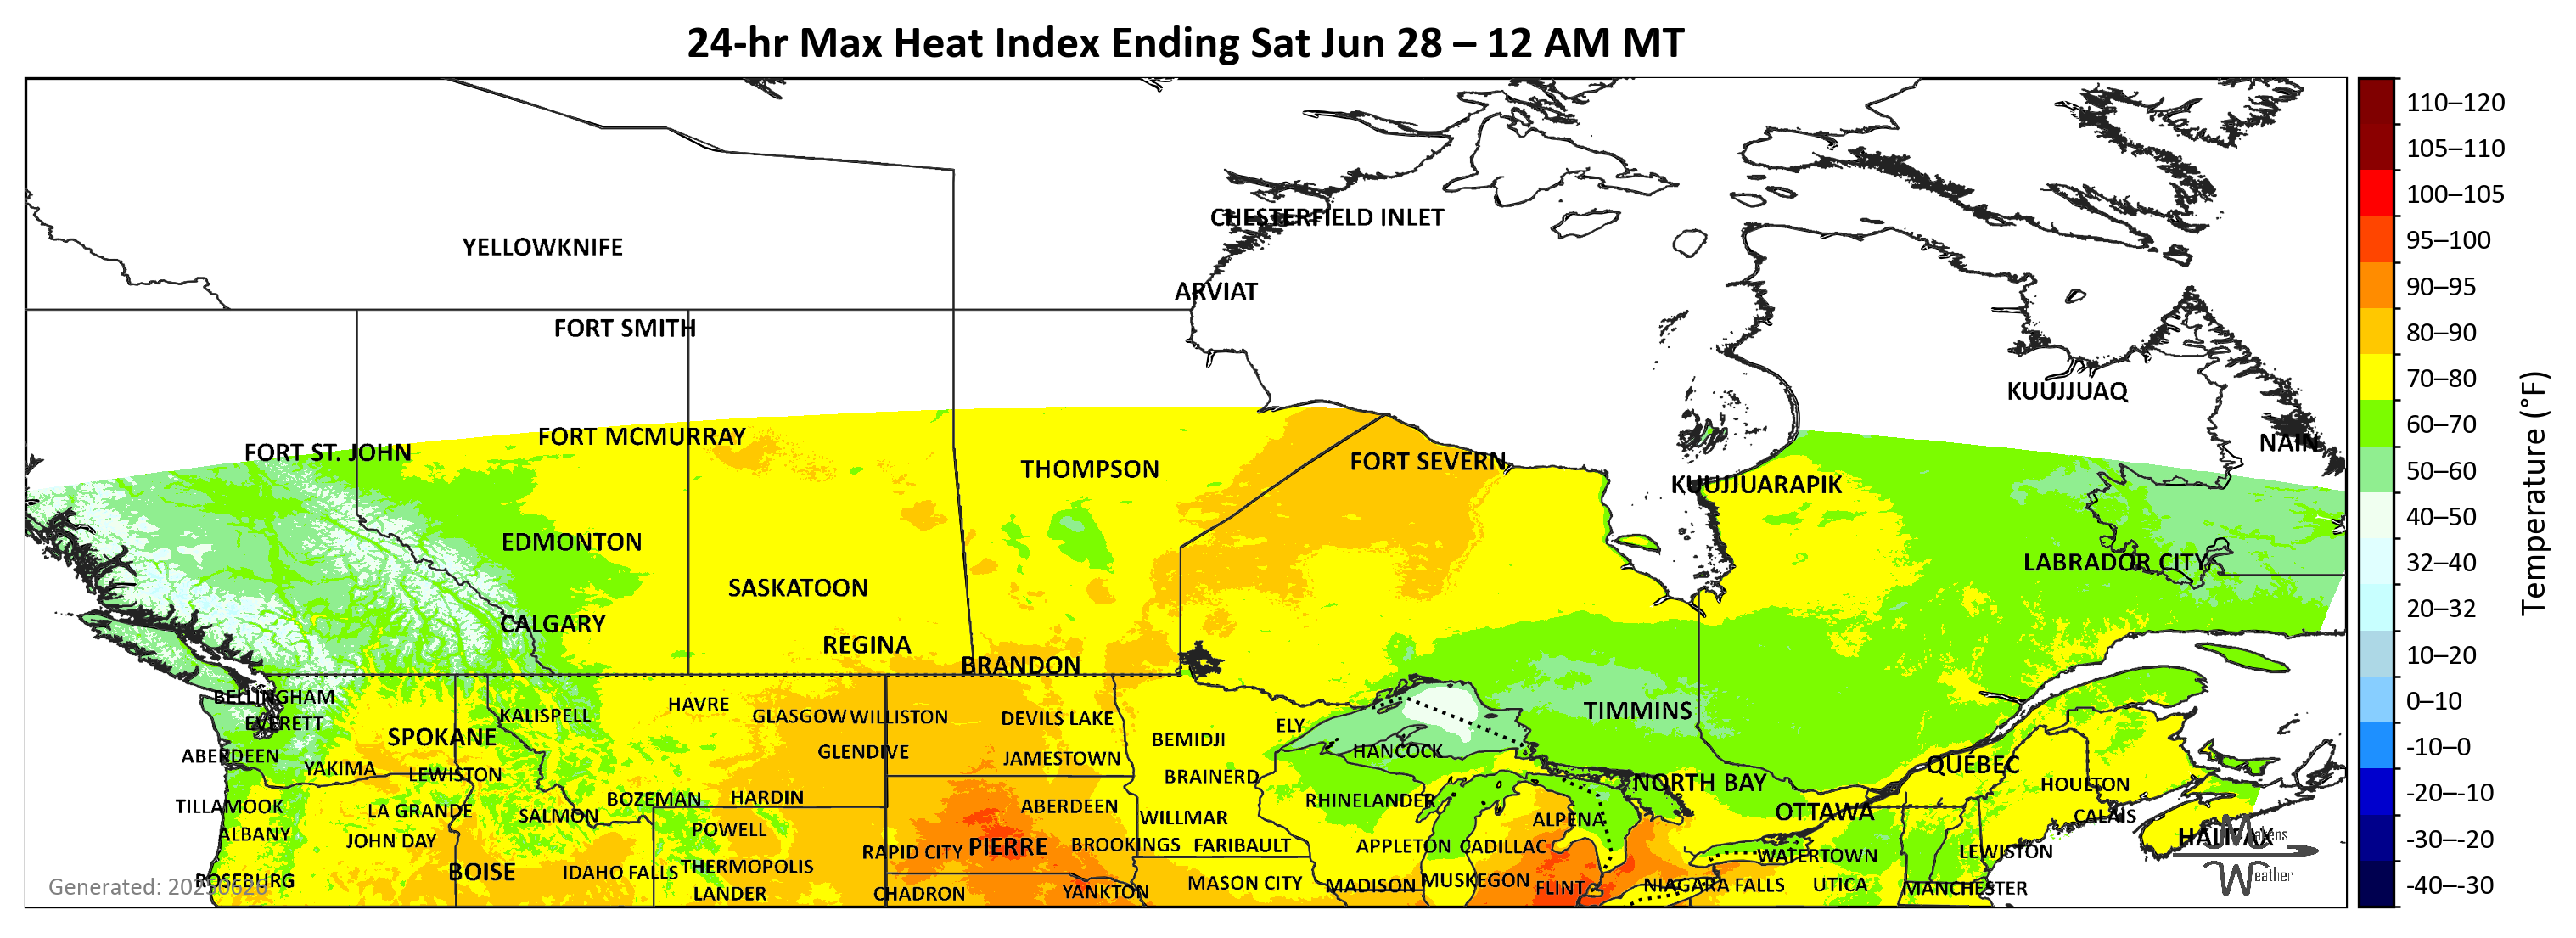 24-hr Max Heat Index Ending Sat Jun 28 – 12 AM MT
110–120
105–110
100–105
95–100
90–95
80–90
70–80
60–70
50–60
40–50
32–40
20–32
10–20
0–10
-10–0
-20–-10
-30–-20
-40–-30
Temperature (°F)
CHESTERFIELD INLET
YELLOWKNIFE
ARVIAT
FORT SMITH
KUUJJUAQ
FORT MCMURRAY
NAIN
FORT ST. JOHN
FORT SEVERN
THOMPSON
KUUJJUARAPIK
EDMONTON
LABRADOR CITY
SASKATOON
CALGARY
REGINA
BRANDON
BELLINGHAM
HAVRE
TIMMINS
KALISPELL
GLASGOW
WILLISTON
DEVILS LAKE
EVERETT
ELY
SPOKANE
BEMIDJI
HANCOCK
GLENDIVE
ABERDEEN
JAMESTOWN
QUÉBEC
YAKIMA
LEWISTON
BRAINERD
NORTH BAY
HOULTON
BOZEMAN
HARDIN
RHINELANDER
TILLAMOOK
ABERDEEN
LA GRANDE
OTTAWA
SALMON
CALAIS
WILLMAR
ALPENA
POWELL
ALBANY
HALIFAX
JOHN DAY
PIERRE
BROOKINGS
FARIBAULT
APPLETON
CADILLAC
RAPID CITY
LEWISTON
WATERTOWN
THERMOPOLIS
BOISE
IDAHO FALLS
ROSEBURG
MUSKEGON
MASON CITY
MADISON
FLINT
NIAGARA FALLS
UTICA
MANCHESTER
LANDER
CHADRON
YANKTON
Weather